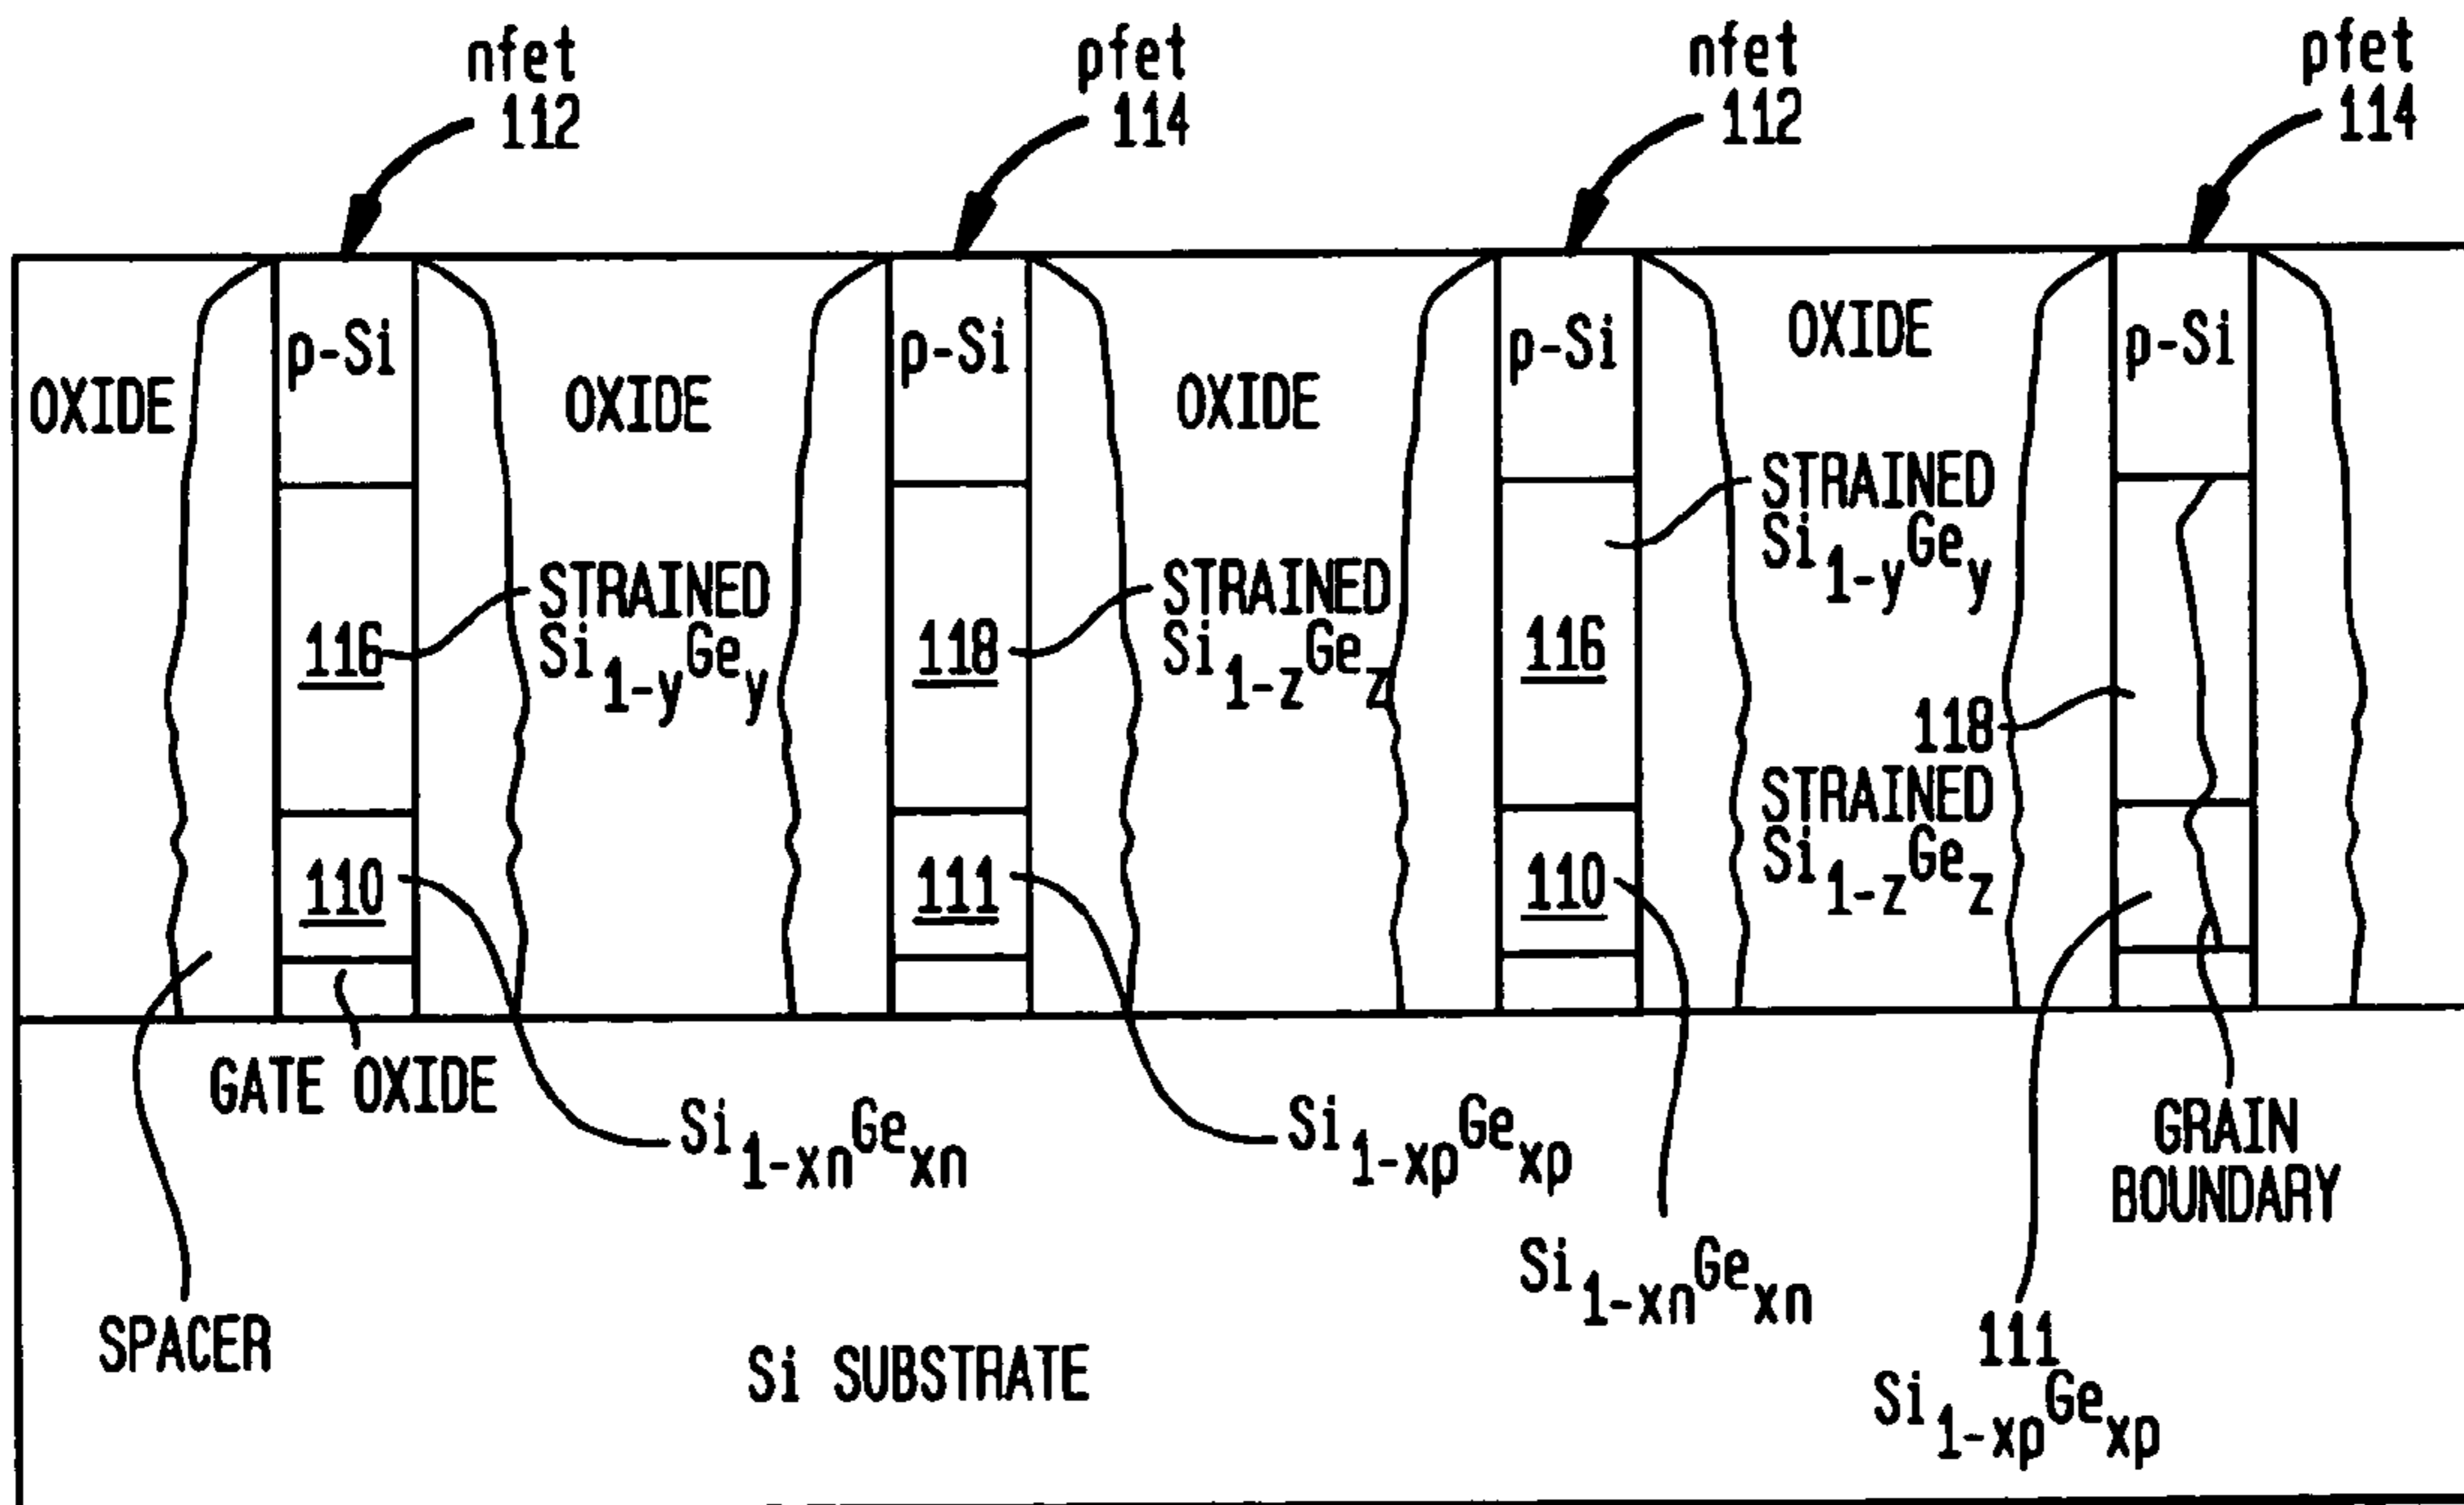 nfet
112
pfet
114
nfet
112
pfet
114
p-Si
p-Si
p-Si
p-Si
OXIDE
OXIDE
OXIDE
OXIDE
STRAINED
Si1-yGey
116
STRAINED
Si1-zGez
118
STRAINED
Si1-yGey
116
118
STRAINED
Si1-zGez
110
111
110
GATE OXIDE
Si1-xnGexn
Si1-xpGexp
GRAIN
BOUNDARY
Si1-xnGexn
SPACER
Si SUBSTRATE
111
Si1-xpGexp